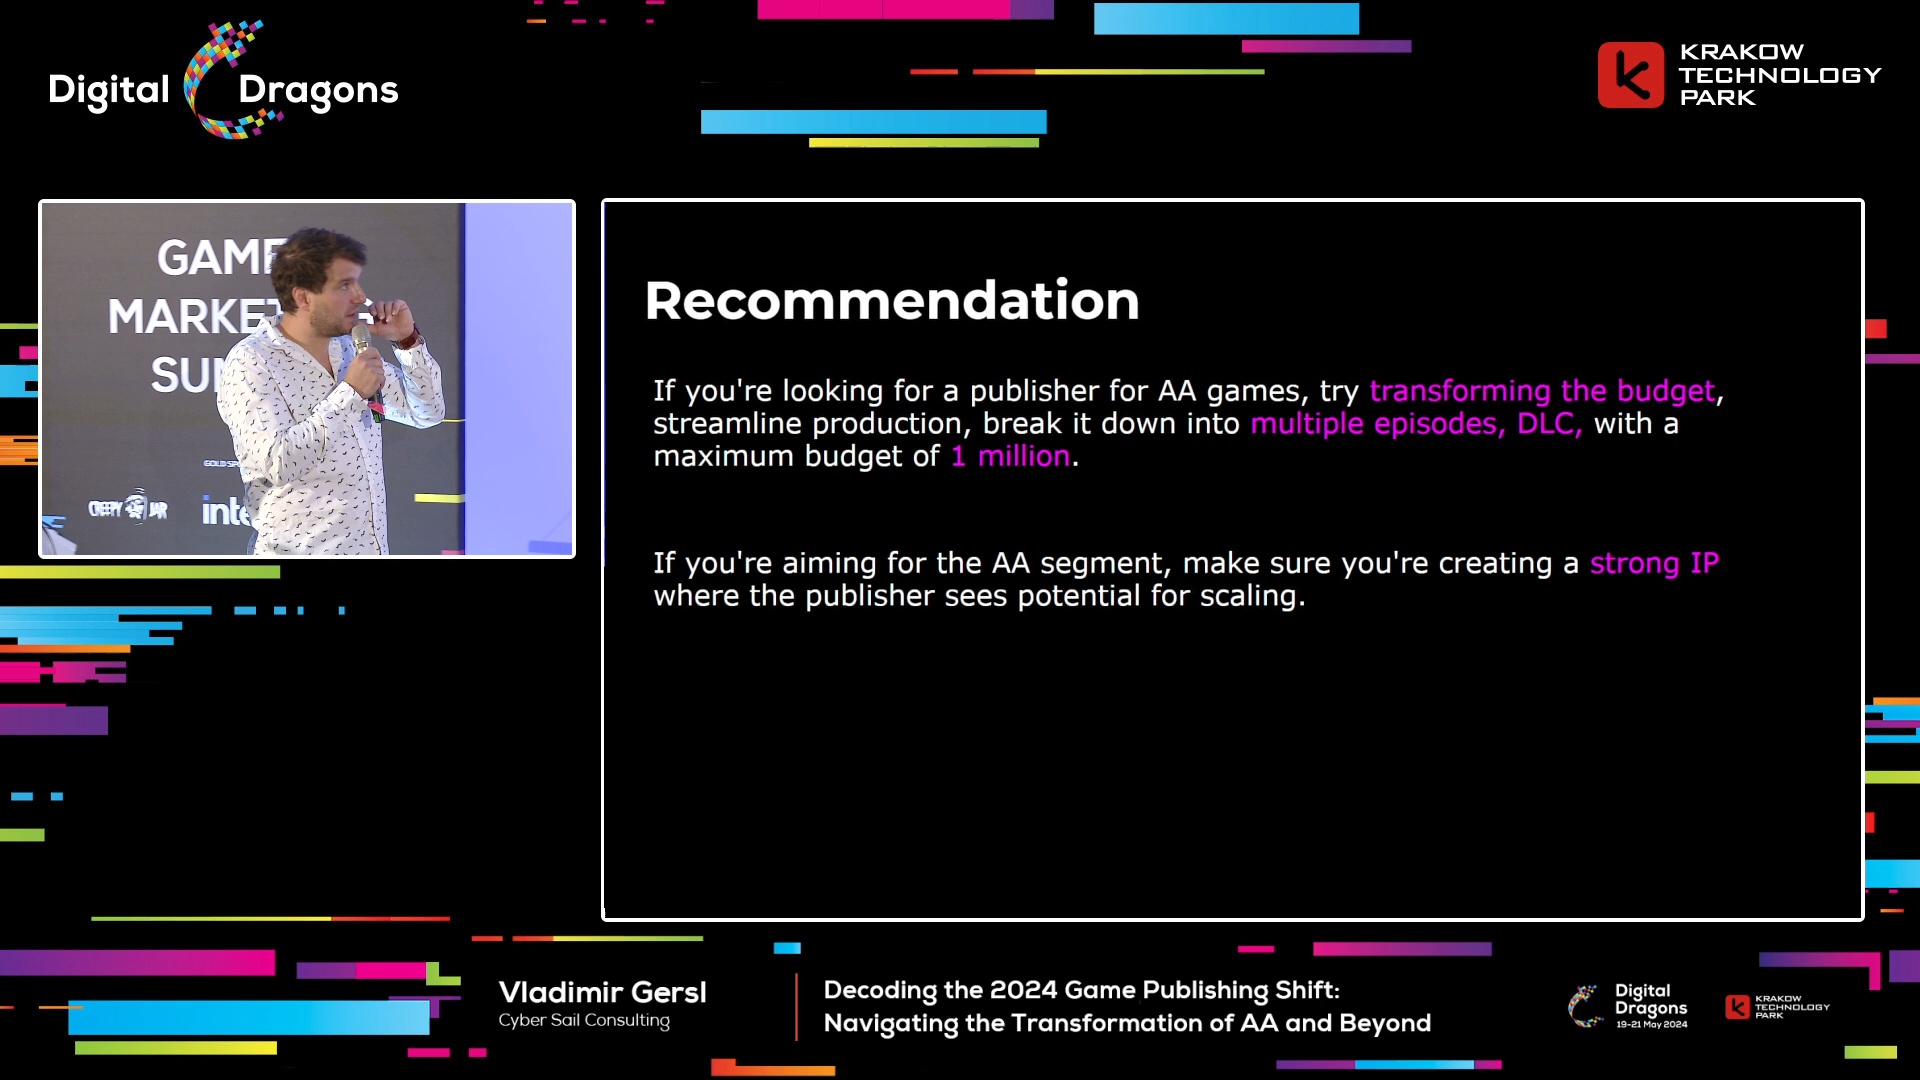 Digital Dragons
KRAKOW
TECHNOLOGY
PARK
GAME
MARKET
SUM
CREEPY JAR
inte
Recommendation
If you're looking for a publisher for AA games, try transforming the budget,
streamline production, break it down into multiple episodes, DLC, with a
maximum budget of 1 million.
If you're aiming for the AA segment, make sure you're creating a strong IP
where the publisher sees potential for scaling.
Vladimir Gersl
Cyber Sail Consulting
Decoding the 2024 Game Publishing Shift:
Navigating the Transformation of AA and Beyond
Digital
Dragons
19-21 May 2024
KRAKOW
TECHNOLOGY
PARK